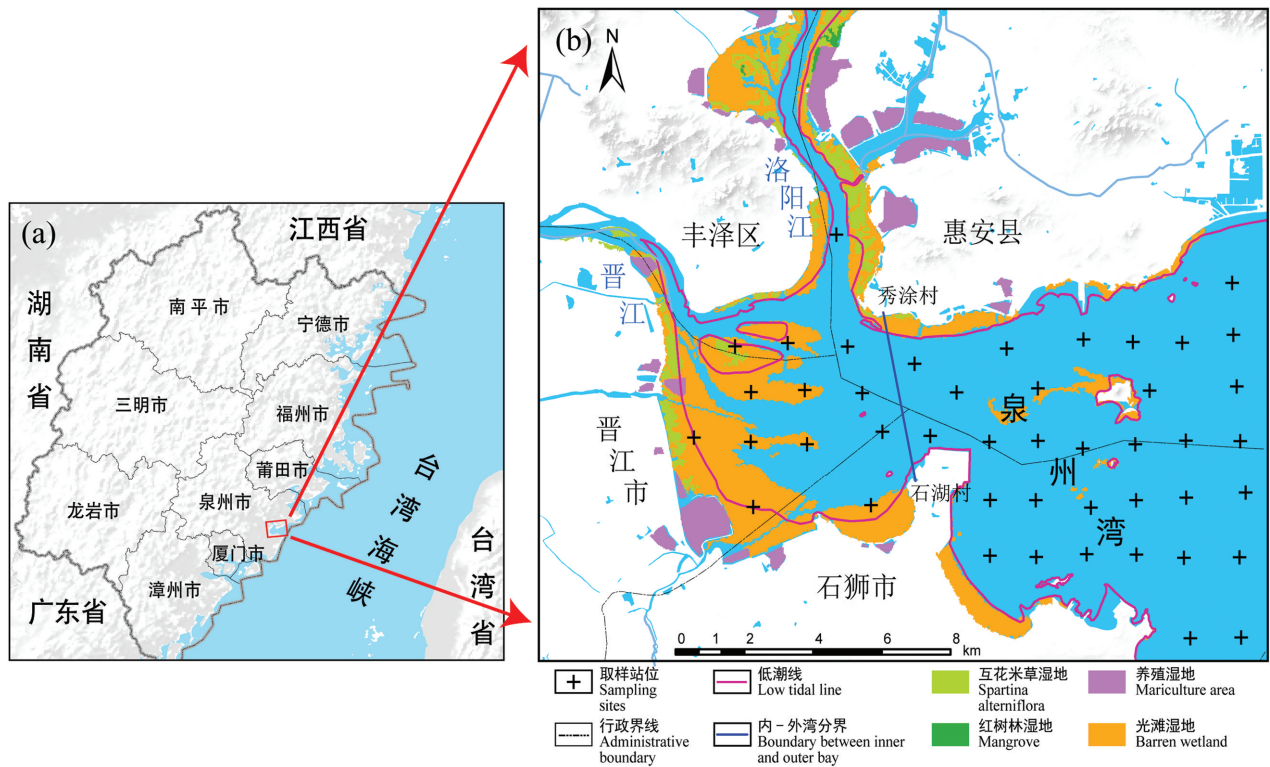 (a)
江西省
湖南省
南平市
宁德市
三明市
福州市
莆田市
龙岩市
泉州市
厦门市
漳州市
广东省
台湾海峡
台湾省
(b)
N
洛阳江
丰泽区
惠安县
晋江
秀涂村
泉州湾
晋江市
石湖村
石狮市
0 1 2 4 6 8
km
取样站位
Sampling
sites
低潮线
Low tidal line
互花米草湿地
Spartina
alterniflora
养殖湿地
Mariculture area
行政界线
Administrative
boundary
内－外湾分界
Boundary between inner
and outer bay
红树林湿地
Mangrove
光滩湿地
Barren wetland